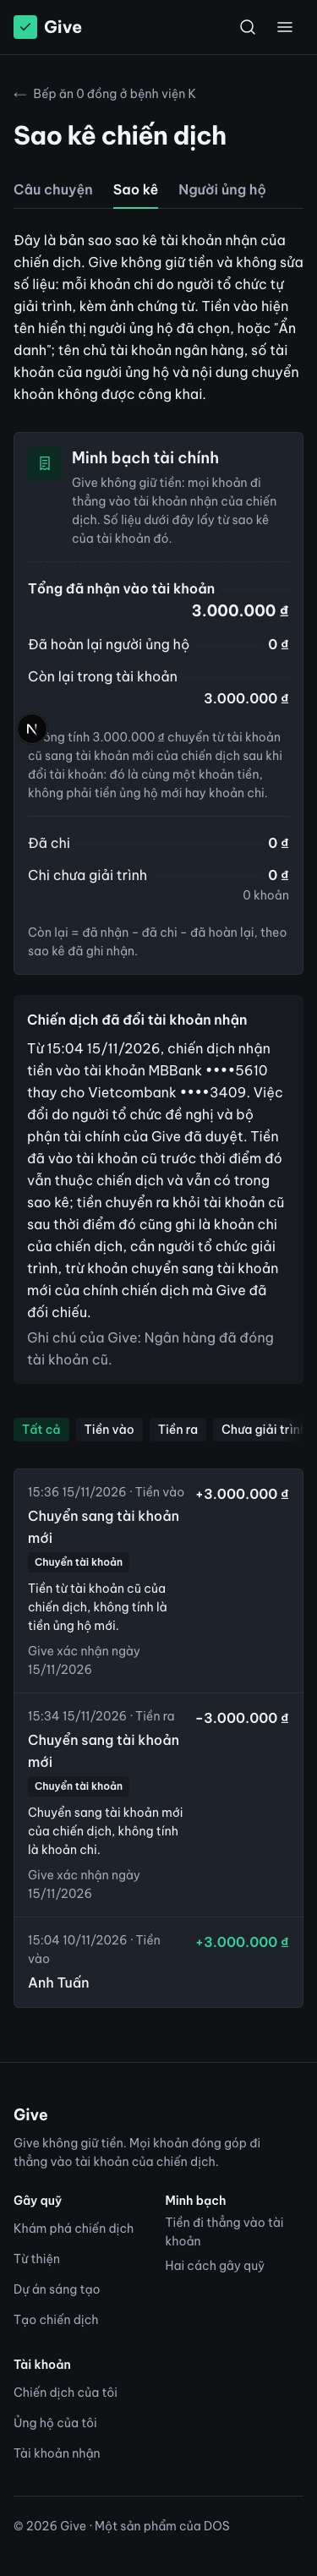 Give
← Bếp ăn 0 đồng ở bệnh viện K
Sao kê chiến dịch
Câu chuyện Sao kê Người ủng hộ
Đây là bản sao sao kê tài khoản nhận của
chiến dịch. Give không giữ tiền và không sửa
số liệu: mỗi khoản chi do người tổ chức tự
giải trình, kèm ảnh chứng từ. Tiền vào hiện
tên hiển thị người ủng hộ đã chọn, hoặc "Ẩn
danh"; tên chủ tài khoản ngân hàng, số tài
khoản của người ủng hộ và nội dung chuyển
khoản không được công khai.
Minh bạch tài chính
Give không giữ tiền: mọi khoản đi
thẳng vào tài khoản nhận của chiến
dịch. Số liệu dưới đây lấy từ sao kê
của tài khoản đó.
Tổng đã nhận vào tài khoản
3.000.000 đ
Đã hoàn lại người ủng hộ 0 đ
Còn lại trong tài khoản
3.000.000 đ
N
tính 3.000.000 đ chuyển từ tài khoản
cũ sang tài khoản mới của chiến dịch sau khi
đổi tài khoản: đó là cùng một khoản tiền,
không phải tiền ủng hộ mới hay khoản chi.
Đã chi 0 đ
Chi chưa giải trình 0 đ
0 khoản
Còn lại = đã nhận − đã chi − đã hoàn lại, theo
sao kê đã ghi nhận.
Chiến dịch đã đổi tài khoản nhận
Từ 15:04 15/11/2026, chiến dịch nhận
tiền vào tài khoản MBBank ••••5610
thay cho Vietcombank ••••3409. Việc
đổi do người tổ chức đề nghị và bộ
phận tài chính của Give đã duyệt. Tiền
đã vào tài khoản cũ trước thời điểm đó
vẫn thuộc chiến dịch và vẫn có trong
sao kê; tiền chuyển ra khỏi tài khoản cũ
sau thời điểm đó cũng ghi là khoản chi
của chiến dịch, cần người tổ chức giải
trình, trừ khoản chuyển sang tài khoản
mới của chính chiến dịch mà Give đã
đối chiếu.
Ghi chú của Give: Ngân hàng đã đóng
tài khoản cũ.
Tất cả Tiền vào Tiền ra Chưa giải trình
15:36 15/11/2026 · Tiền vào +3.000.000 đ
Chuyển sang tài khoản
mới
Chuyển tài khoản
Tiền từ tài khoản cũ của
chiến dịch, không tính là
tiền ủng hộ mới.
Give xác nhận ngày
15/11/2026
15:34 15/11/2026 · Tiền ra −3.000.000 đ
Chuyển sang tài khoản
mới
Chuyển tài khoản
Chuyển sang tài khoản mới
của chiến dịch, không tính
là khoản chi.
Give xác nhận ngày
15/11/2026
15:04 10/11/2026 · Tiền +3.000.000 đ
vào
Anh Tuấn
Give
Give không giữ tiền. Mọi khoản đóng góp đi
thẳng vào tài khoản của chiến dịch.
Gây quỹ
Khám phá chiến dịch
Từ thiện
Dự án sáng tạo
Tạo chiến dịch
Minh bạch
Tiền đi thẳng vào tài
khoản
Hai cách gây quỹ
Tài khoản
Chiến dịch của tôi
Ủng hộ của tôi
Tài khoản nhận
© 2026 Give · Một sản phẩm của DOS